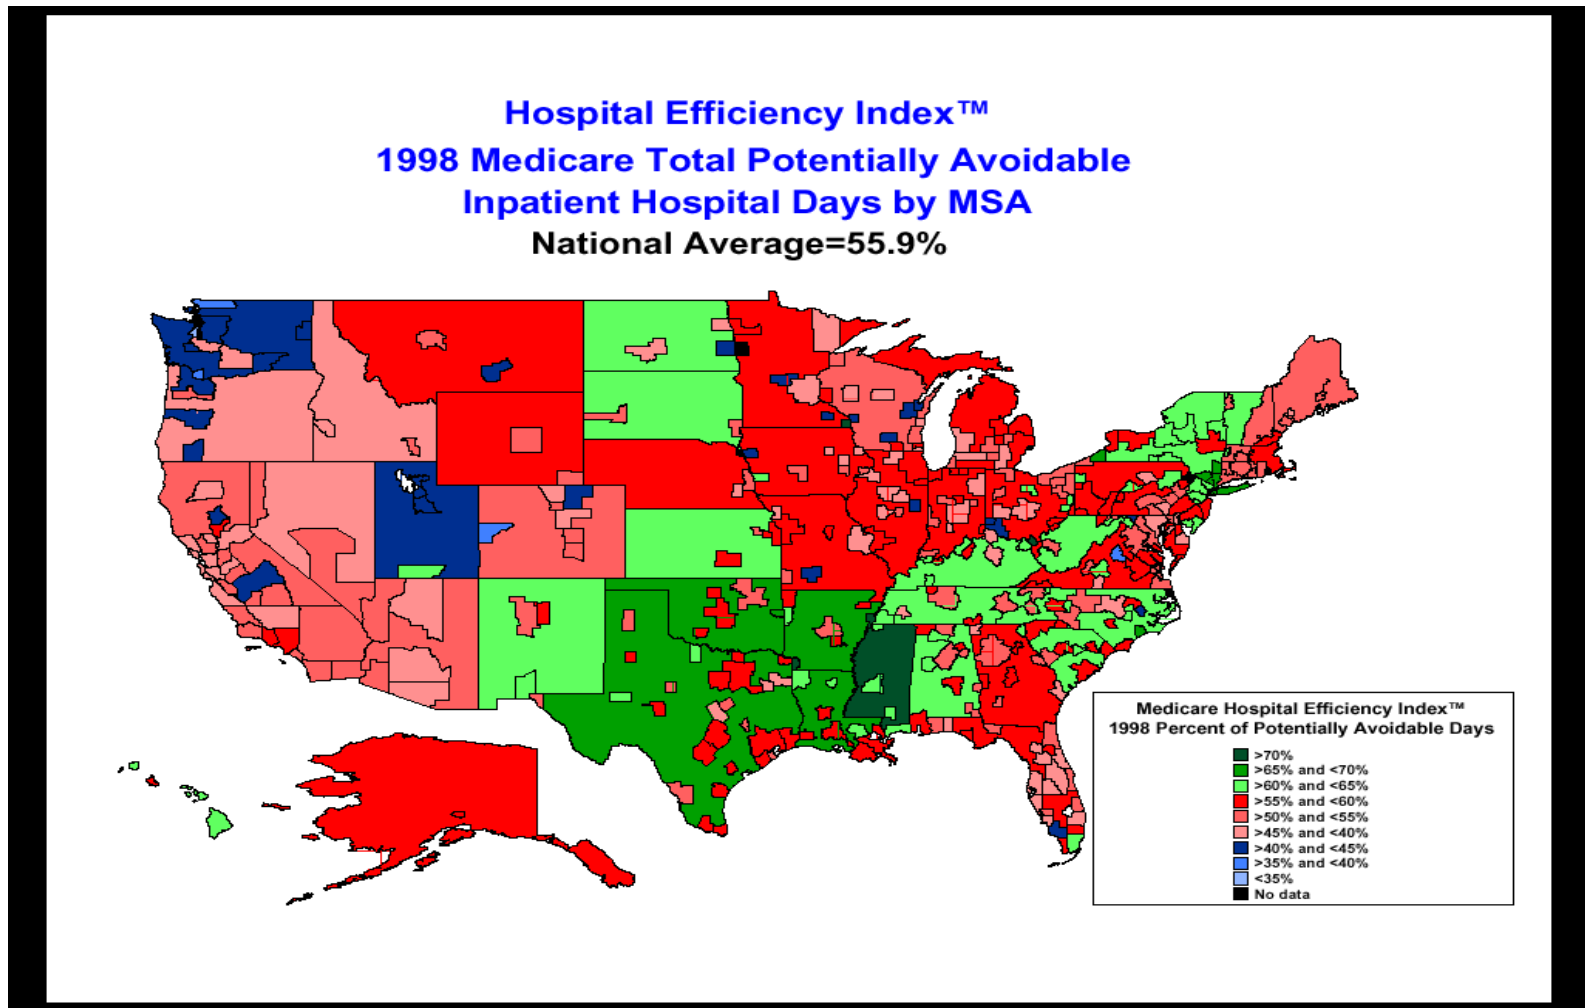 Hospital Efficiency Index™
1998 Medicare Total Potentially Avoidable
Inpatient Hospital Days by MSA
National Average=55.9%
Medicare Hospital Efficiency Index™
1998 Percent of Potentially Avoidable Days
>70%
>65% and <70%
>60% and <65%
>55% and <60%
>50% and <55%
>45% and <40%
>40% and <45%
>35% and <40%
<35%
No data